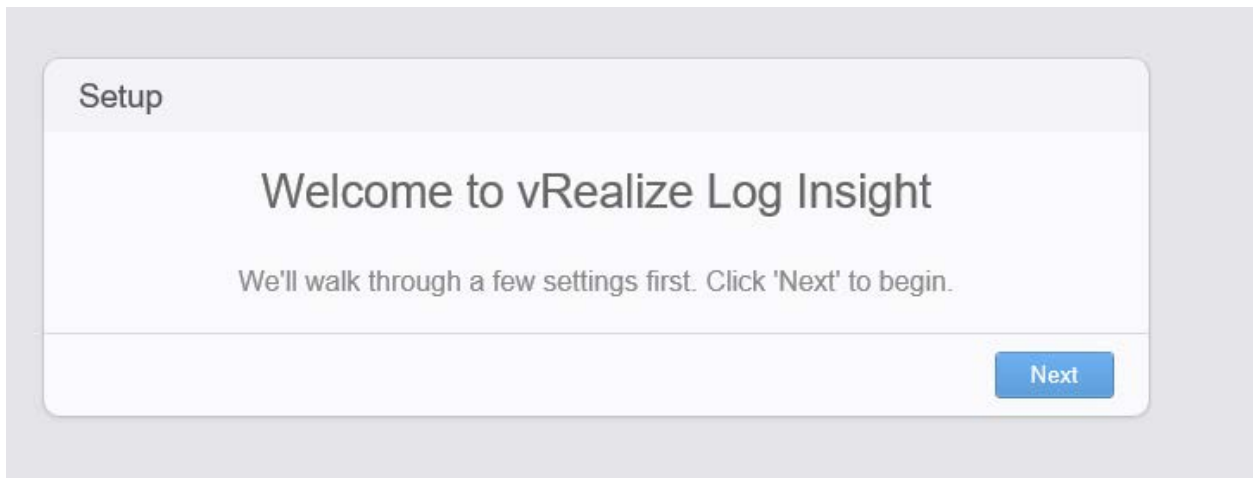 Setup
Welcome to vRealize Log Insight
We'll walk through a few settings first. Click 'Next' to begin.
Next